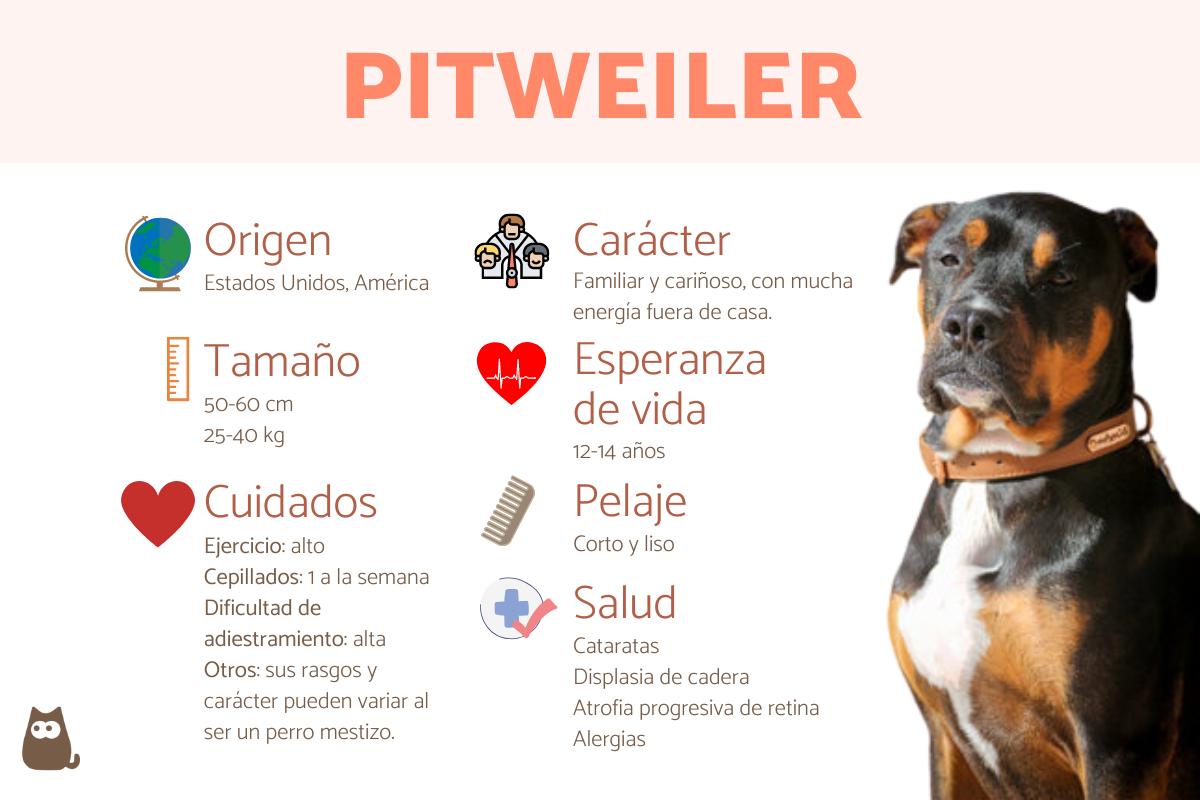 PITWEILER
Origen
Estados Unidos, América
Tamaño
50-60 cm
25-40 kg
Cuidados
Ejercicio: alto
Cepillados: 1 a la semana
Dificultad de
adiestramiento: alta
Otros: sus rasgos y
carácter pueden variar al
ser un perro mestizo.
Carácter
Familiar y cariñoso, con mucha
energía fuera de casa.
Esperanza
de vida
12-14 años
Pelaje
Corto y liso
Salud
Cataratas
Displasia de cadera
Atrofia progresiva de retina
Alergias